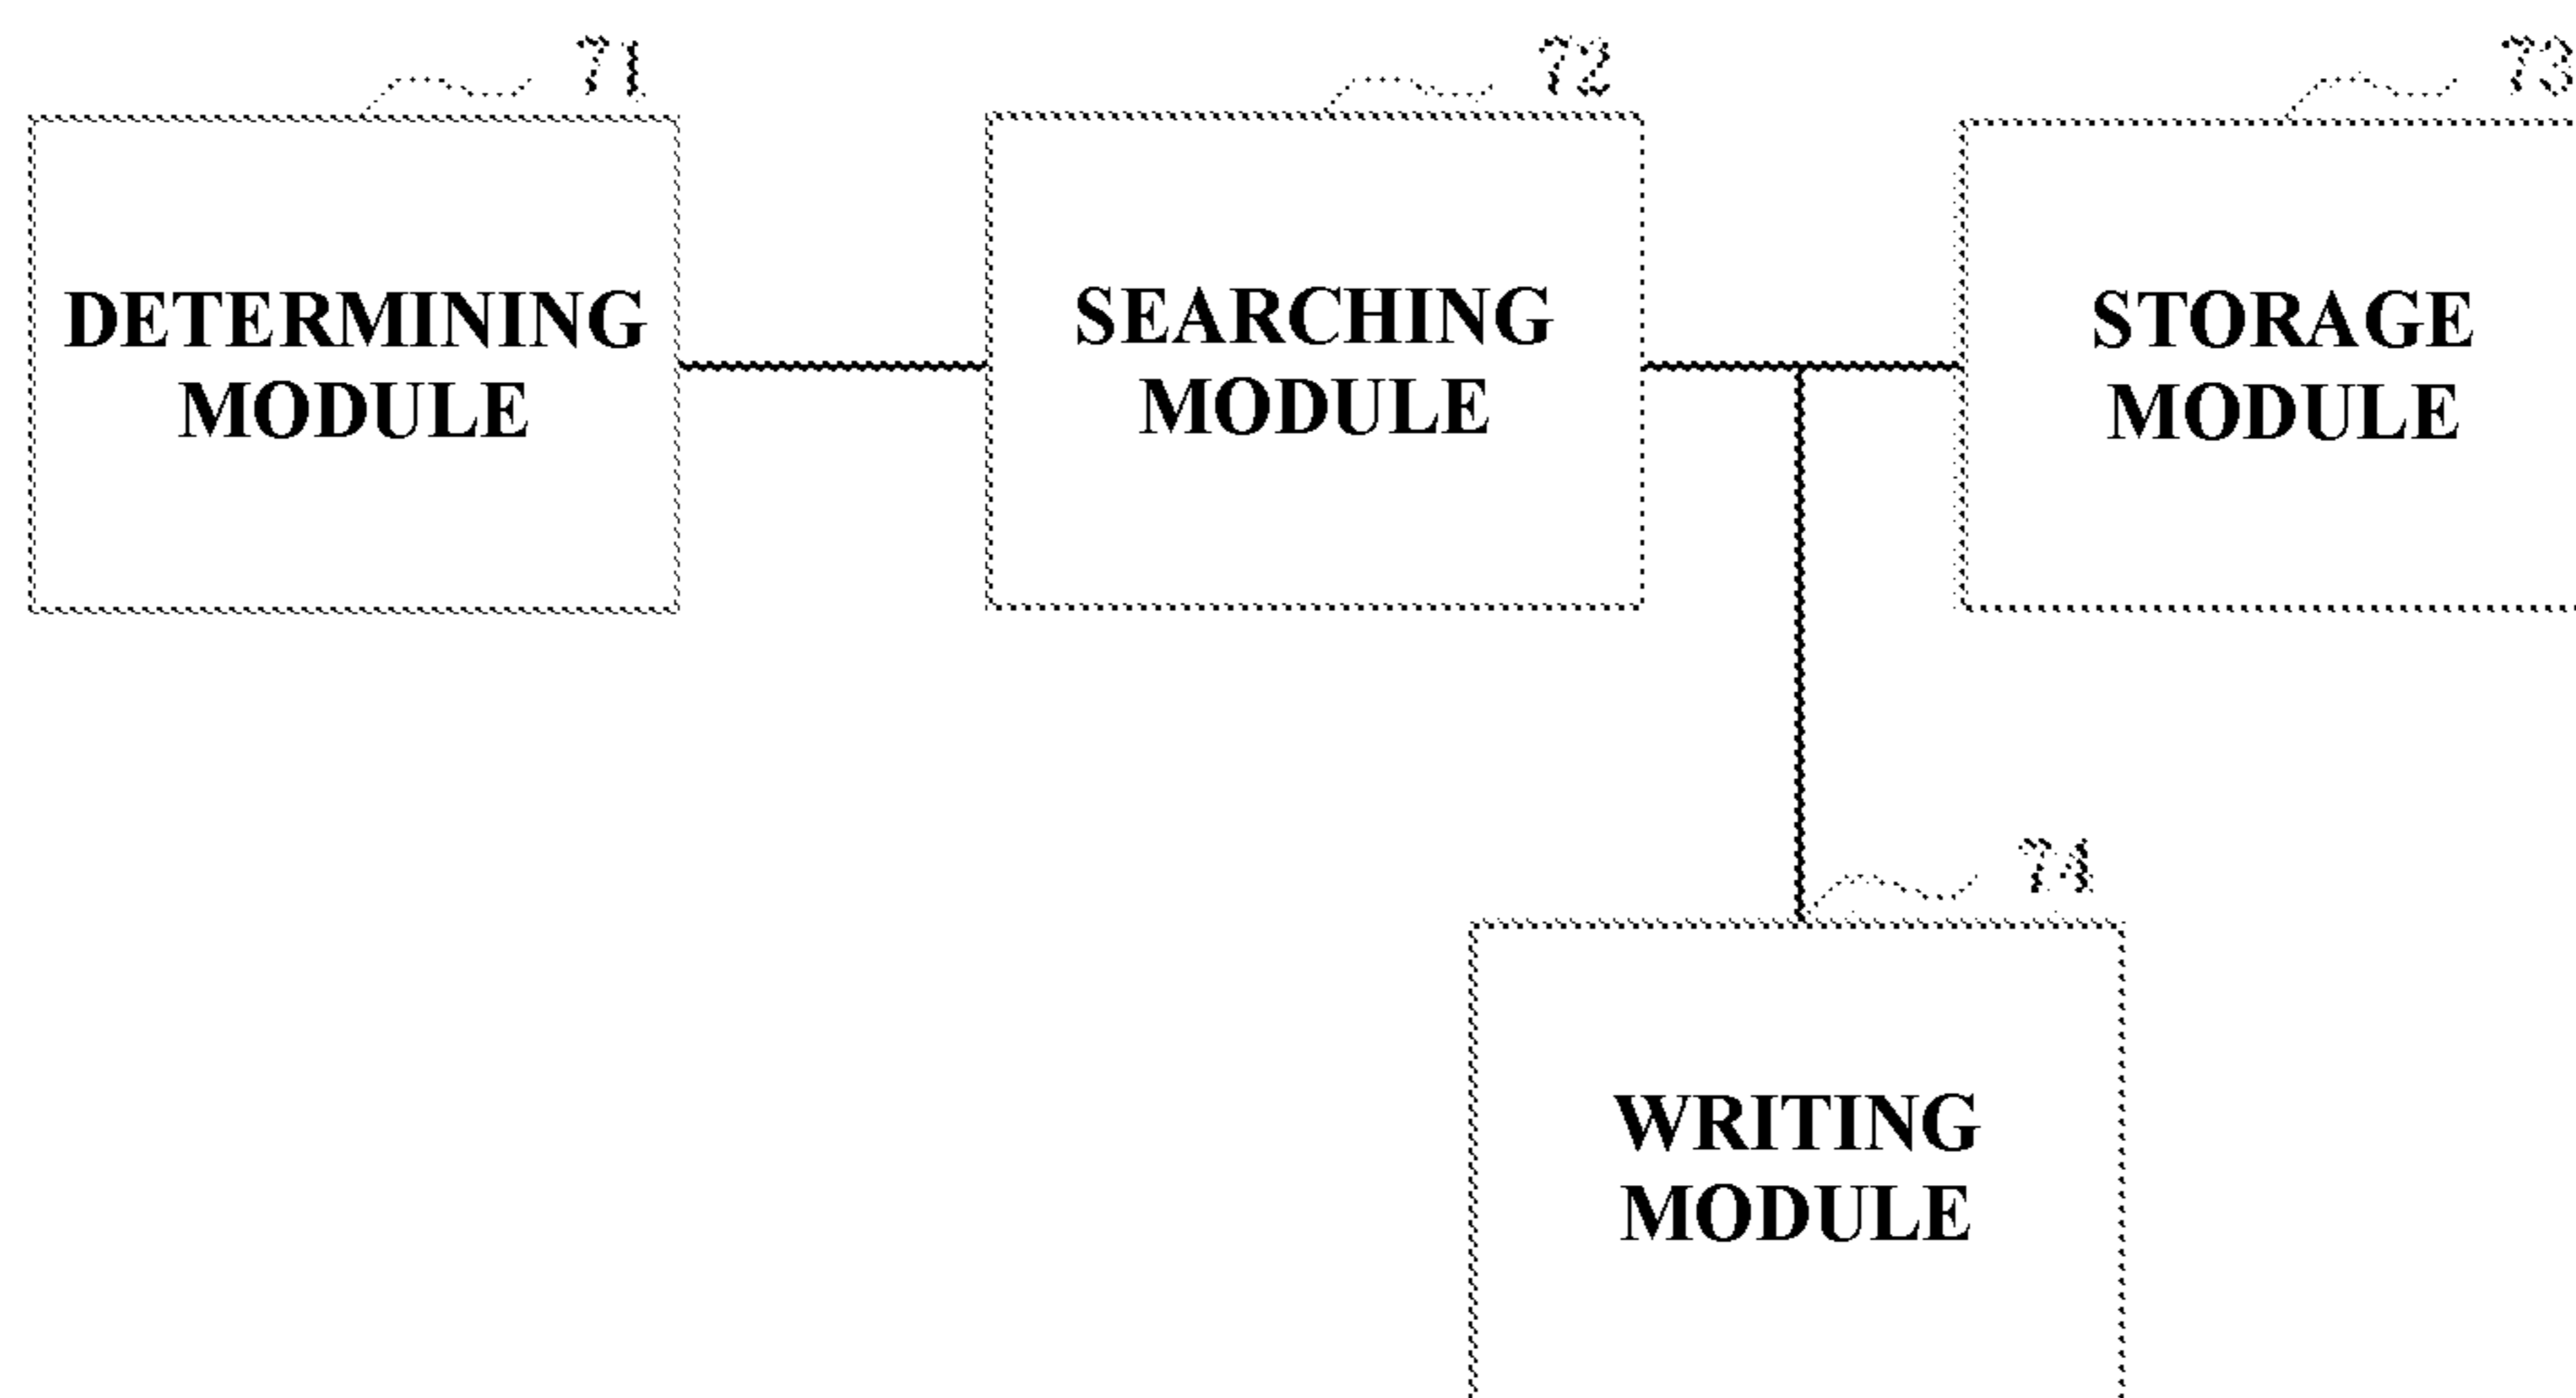 71
72
73
DETERMINING
MODULE
SEARCHING
MODULE
STORAGE
MODULE
74
WRITING
MODULE